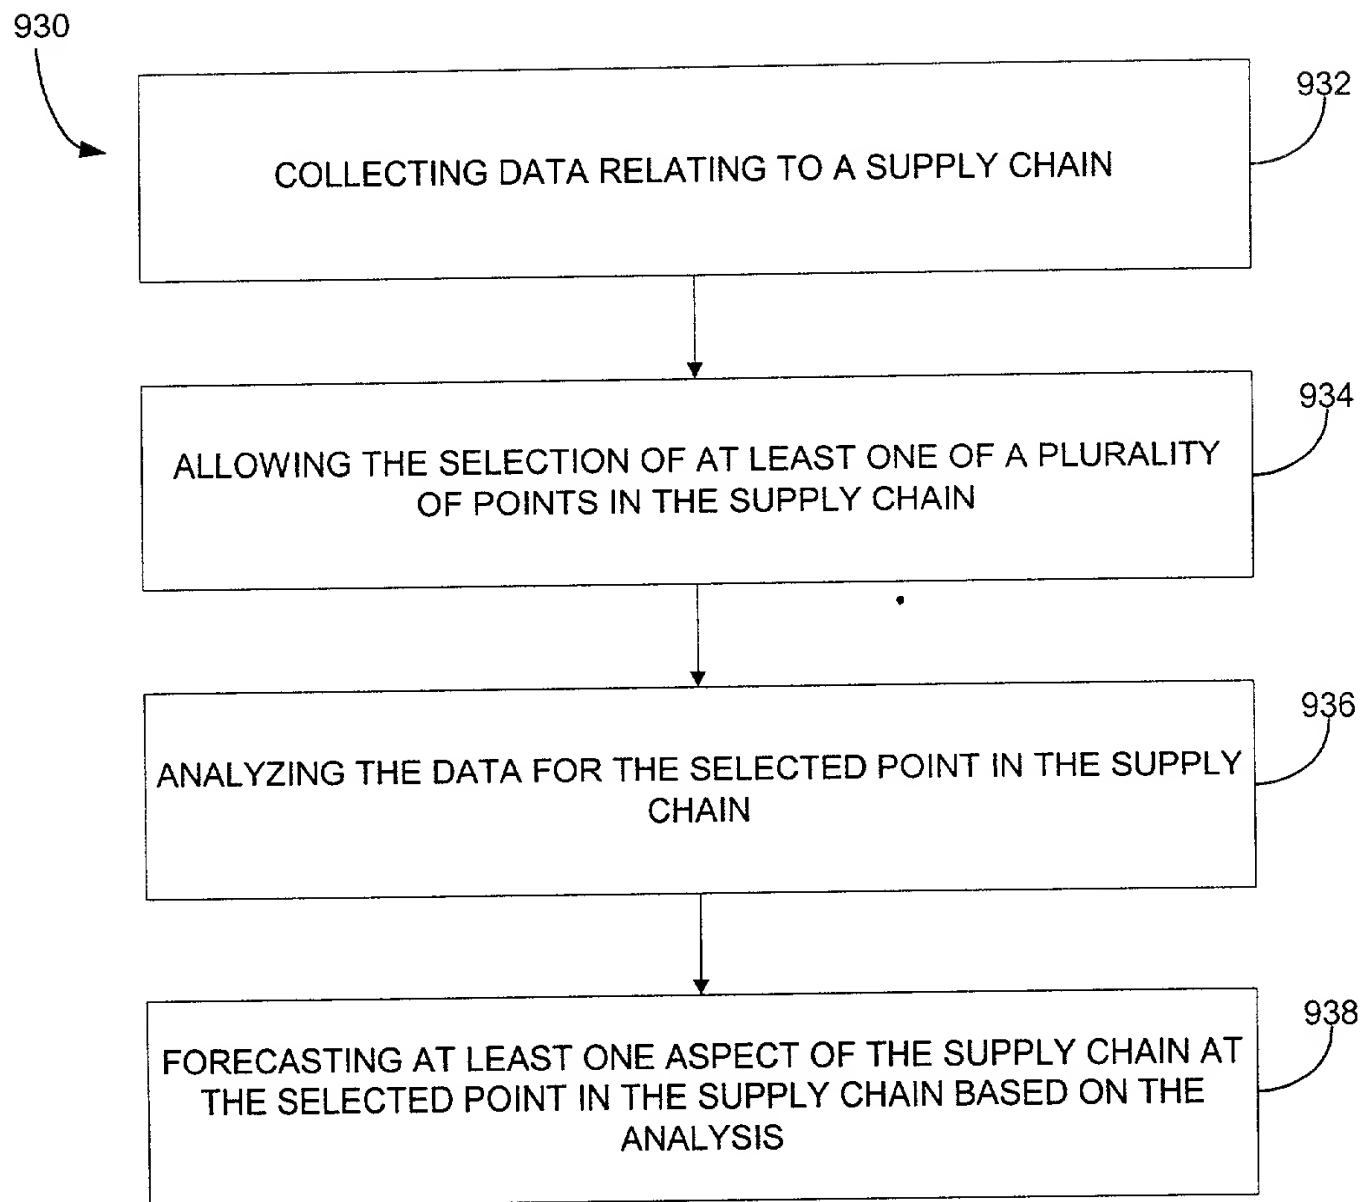 930
932
COLLECTING DATA RELATING TO A SUPPLY CHAIN
934
ALLOWING THE SELECTION OF AT LEAST ONE OF A PLURALITY
OF POINTS IN THE SUPPLY CHAIN
936
ANALYZING THE DATA FOR THE SELECTED POINT IN THE SUPPLY
CHAIN
938
FORECASTING AT LEAST ONE ASPECT OF THE SUPPLY CHAIN AT
THE SELECTED POINT IN THE SUPPLY CHAIN BASED ON THE
ANALYSIS